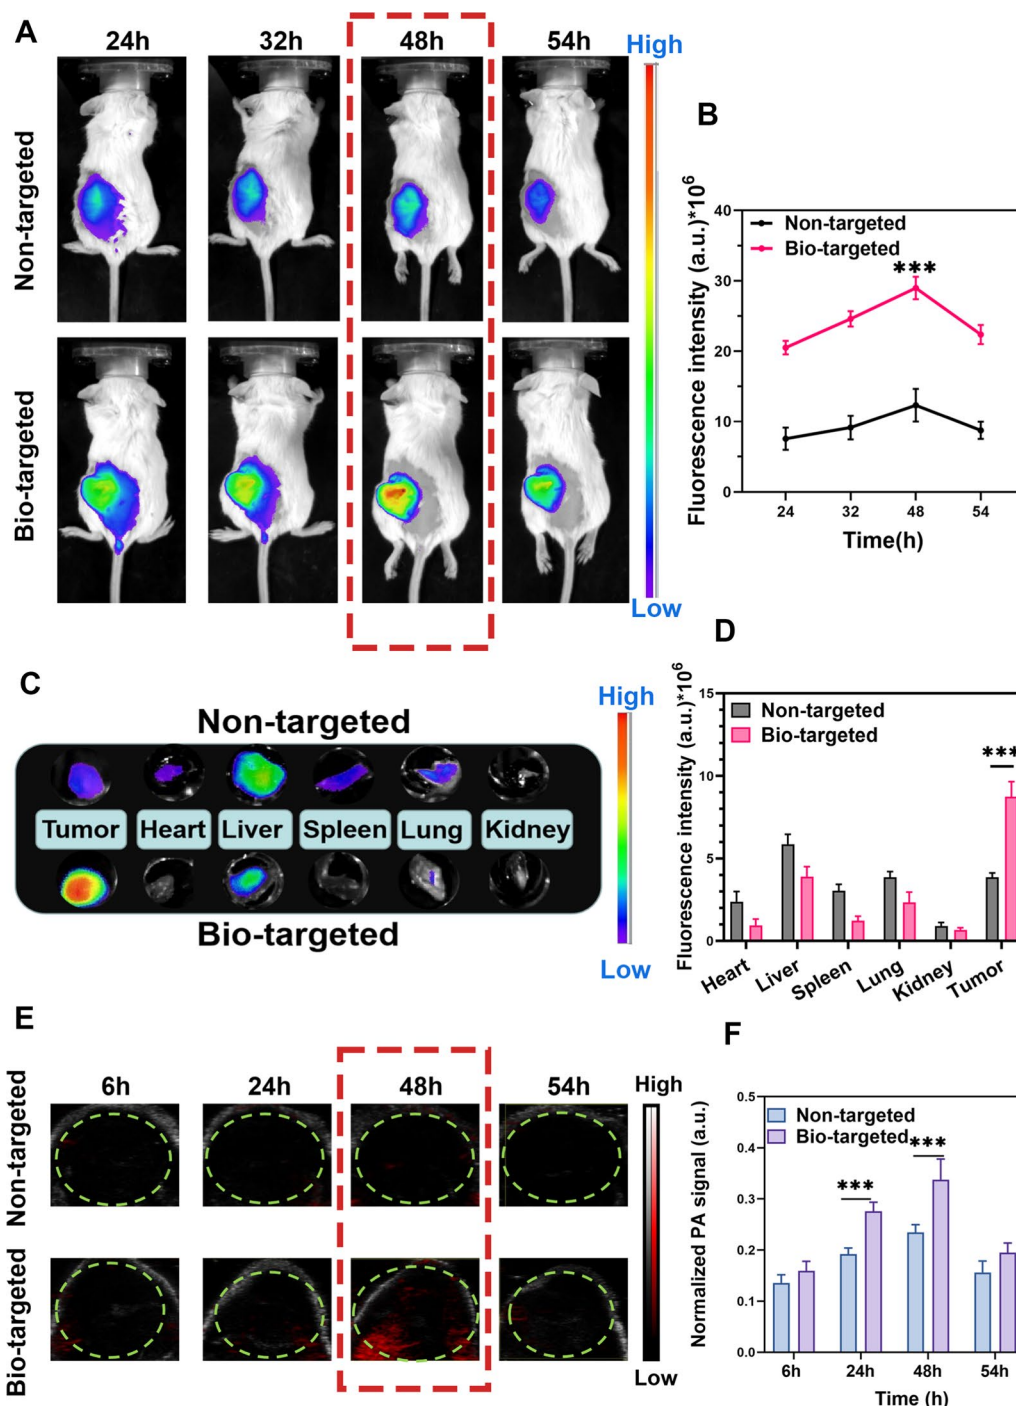 A
24h 32h 48h 54h
High
Non-targeted
Bio-targeted
Low
B
Fluorescence intensity (a.u.)*10⁶
40
30
20
10
0
Non-targeted
Bio-targeted
***
24 32 48 54
Time(h)
C
Non-targeted
Tumor Heart Liver Spleen Lung Kidney
Bio-targeted
High
Low
D
Fluorescence intensity (a.u.)*10⁶
15
10
5
0
Non-targeted
Bio-targeted
***
Heart Liver Spleen Lung Kidney Tumor
E
6h 24h 48h 54h
Non-targeted
Bio-targeted
High
Low
F
Normalized PA signal (a.u.)
0.5
0.4
0.3
0.2
0.1
0.0
Non-targeted
Bio-targeted
***
***
6h 24h 48h 54h
Time (h)